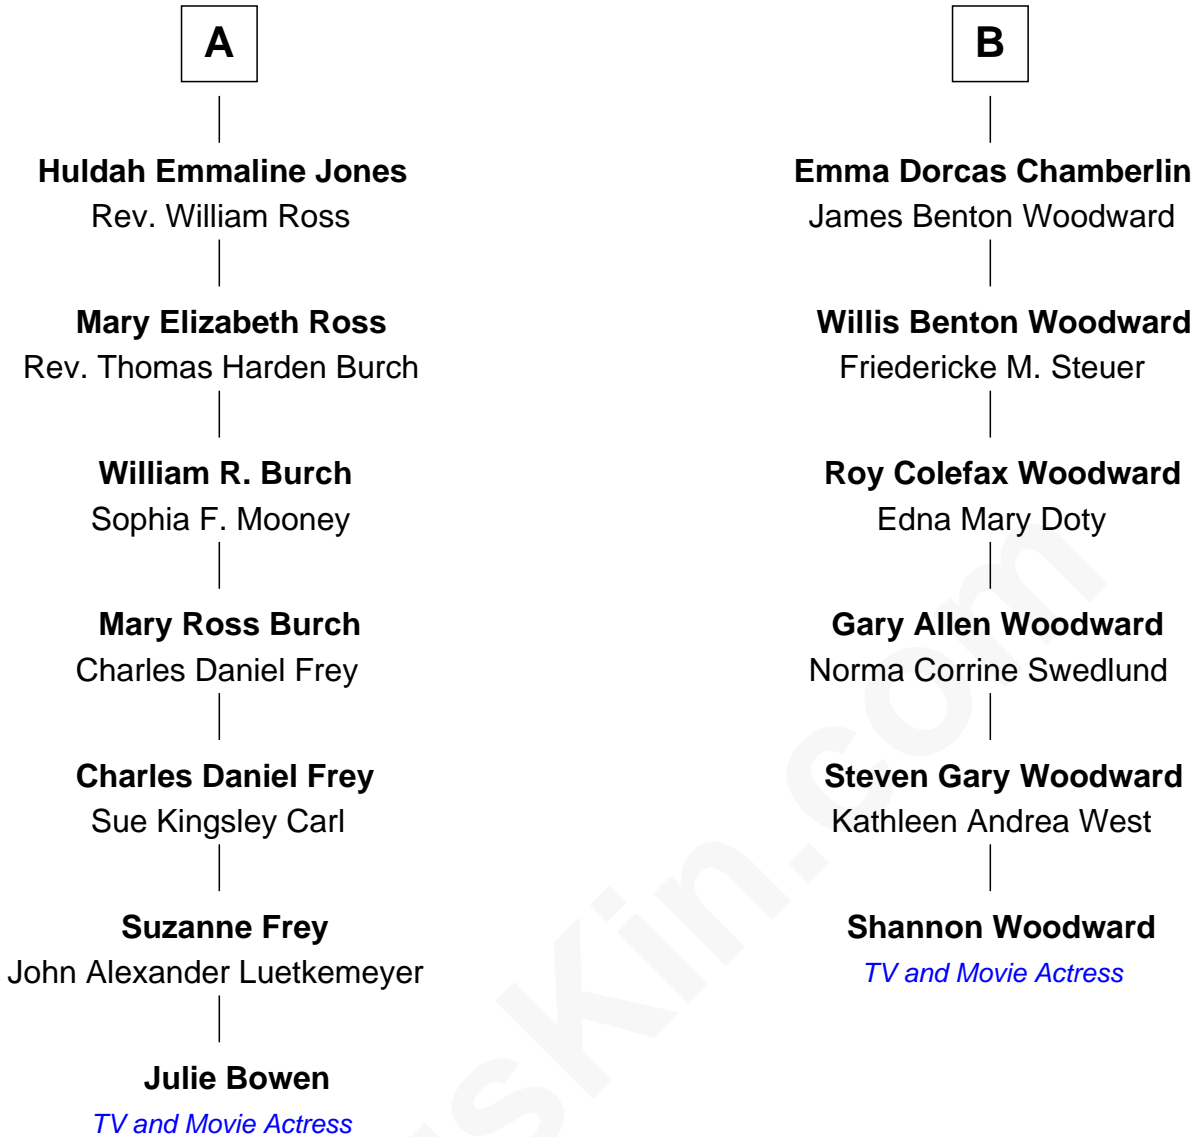 A
Huldah Emmaline Jones
Rev. William Ross
Mary Elizabeth Ross
Rev. Thomas Harden Burch
William R. Burch
Sophia F. Mooney
Mary Ross Burch
Charles Daniel Frey
Charles Daniel Frey
Sue Kingsley Carl
Suzanne Frey
John Alexander Luetkemeyer
Julie Bowen
TV and Movie Actress
B
Emma Dorcas Chamberlin
James Benton Woodward
Willis Benton Woodward
Friedericke M. Steuer
Roy Colefax Woodward
Edna Mary Doty
Gary Allen Woodward
Norma Corrine Swedlund
Steven Gary Woodward
Kathleen Andrea West
Shannon Woodward
TV and Movie Actress
sKin.com